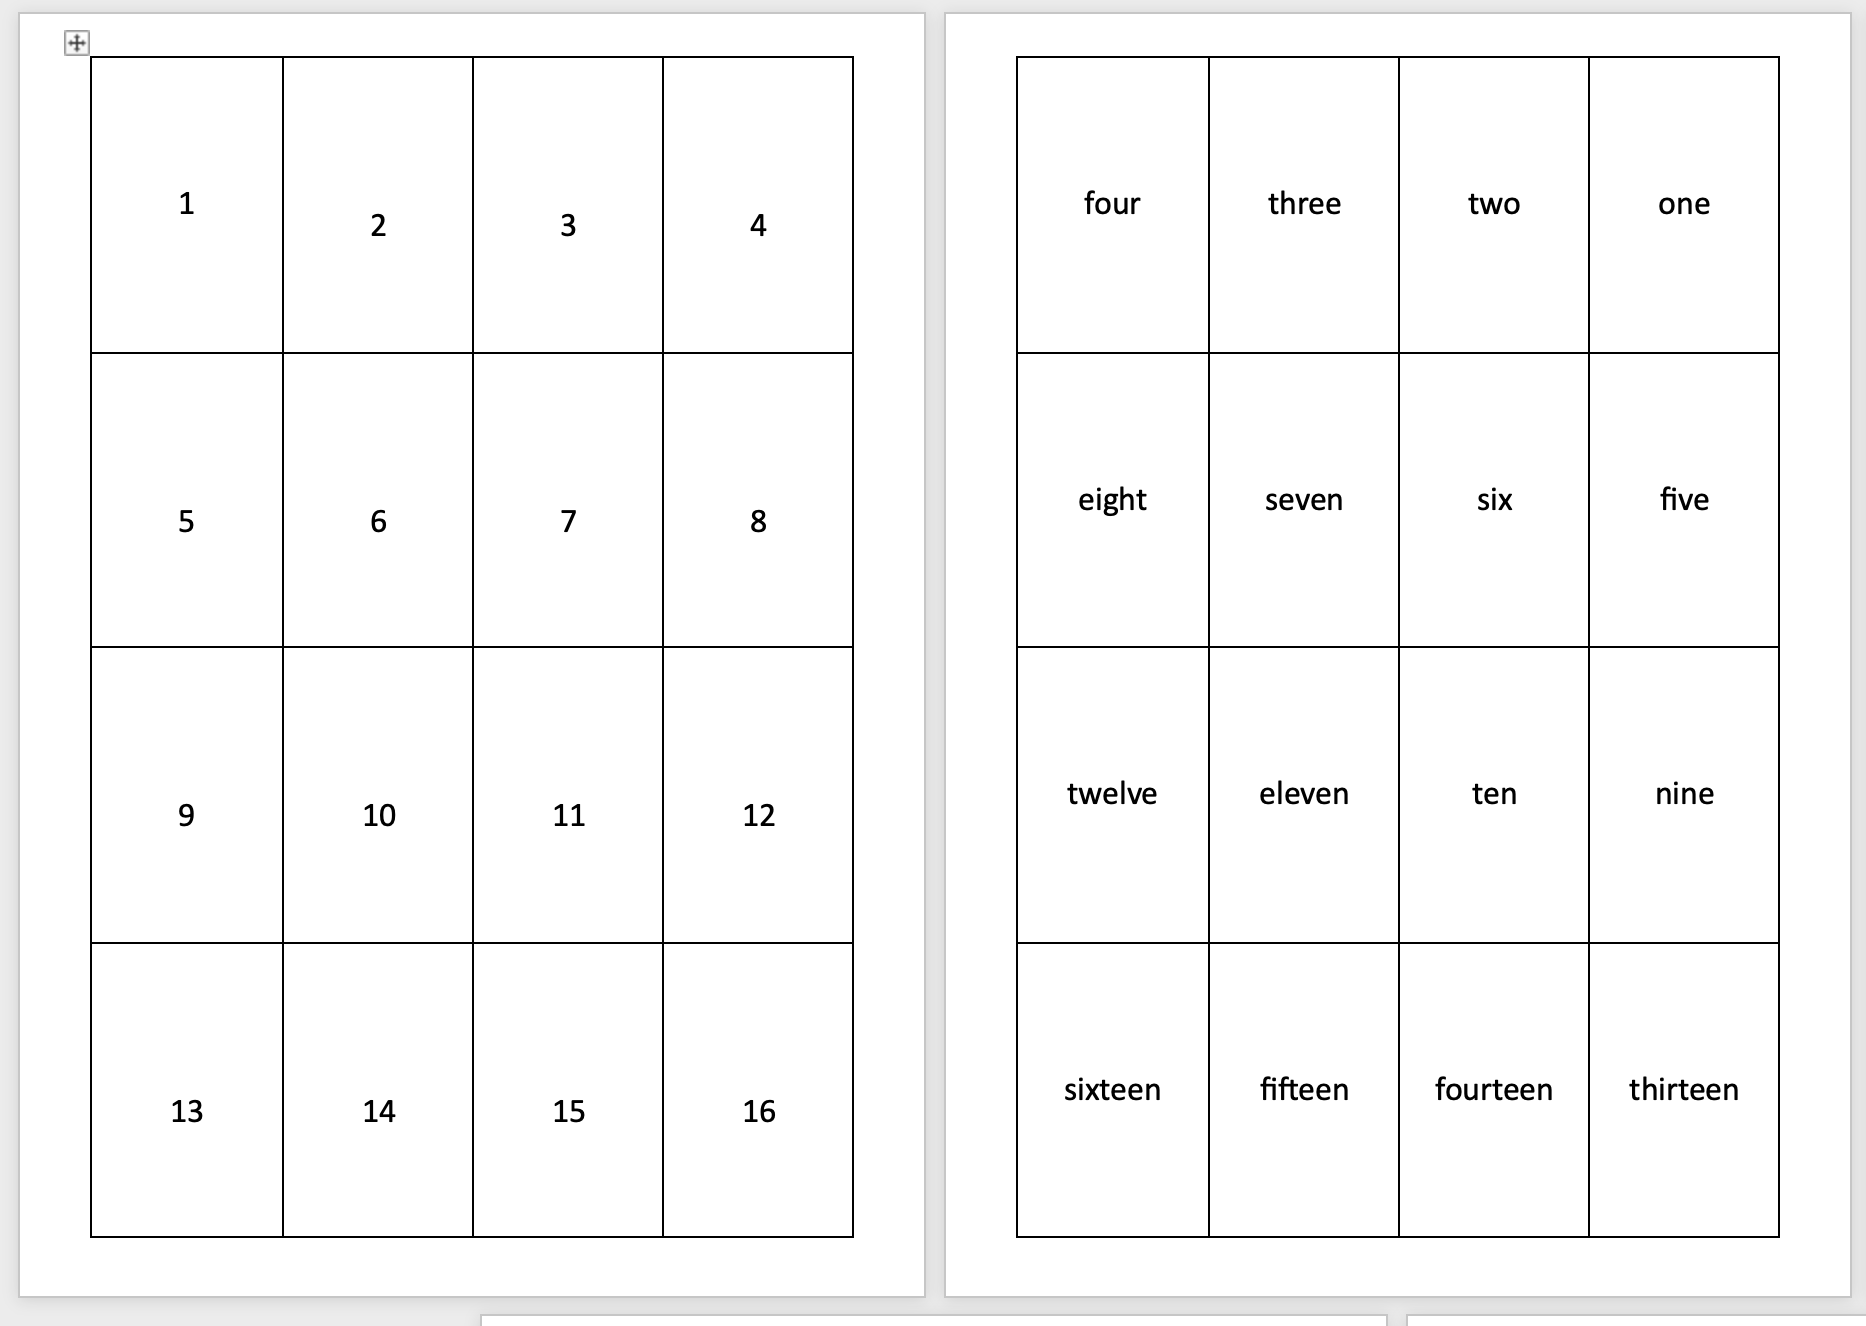 1
2
3
4
5
6
7
8
9
10
11
12
13
14
15
16
four
three
two
one
eight
seven
six
five
twelve
eleven
ten
nine
sixteen
fifteen
fourteen
thirteen